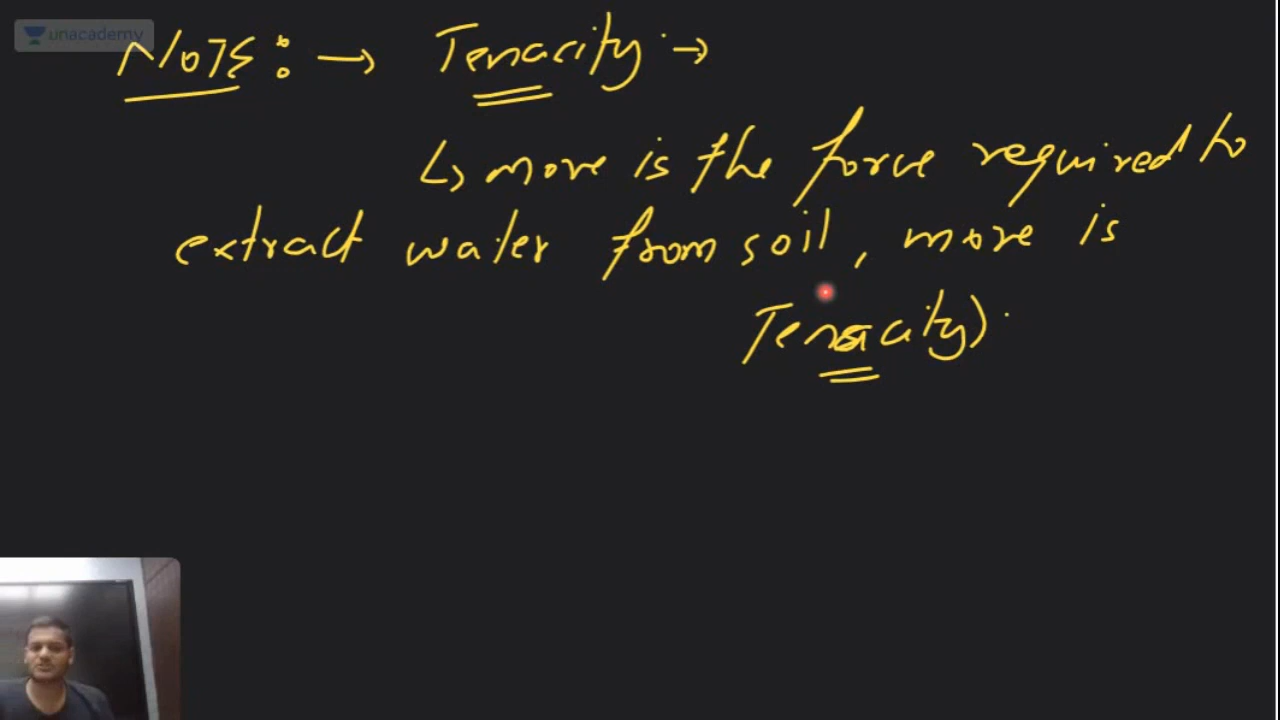 unacademy
NOTE: → Tenacity →
↳ more is the force required to
extract water from soil, more is
Tenacity).